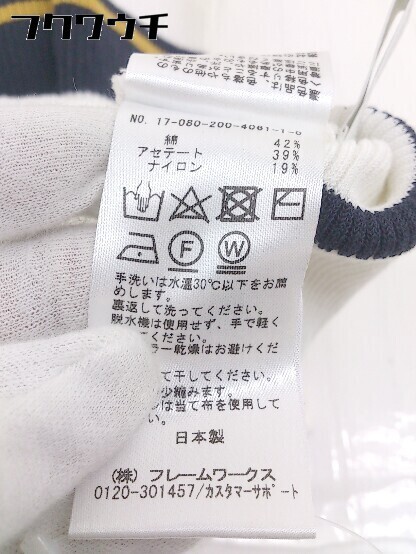 フクワウチ
NO. 17-080-200-4061-1-0
綿 42%
アセテート 39%
ナイロン 19%
F W
手洗いは水温30℃以下をお薦
めします。
裏返して洗ってください。
脱水機は使用せず、手で軽く
ラー乾燥はお避けくだ
て干してください。
少縮みます。
は当て布を使用して
日本製
(株) フレームワークス
0120-301457/カスタマーサポート